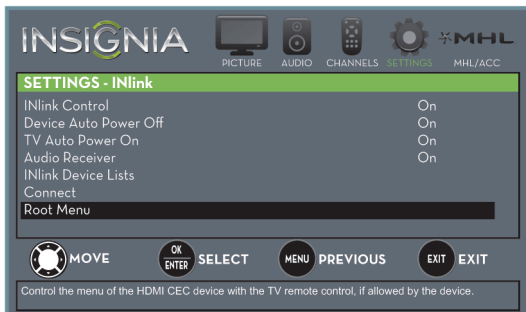 INSIGNIA
PICTURE AUDIO CHANNELS SETTINGS MHL MHL/ACC
SETTINGS - INlink
INlink Control On
Device Auto Power Off On
TV Auto Power On On
Audio Receiver On
INlink Device Lists
Connect
Root Menu
MOVE OK ENTER SELECT MENU PREVIOUS EXIT EXIT
Control the menu of the HDMI CEC device with the TV remote control, if allowed by the device.